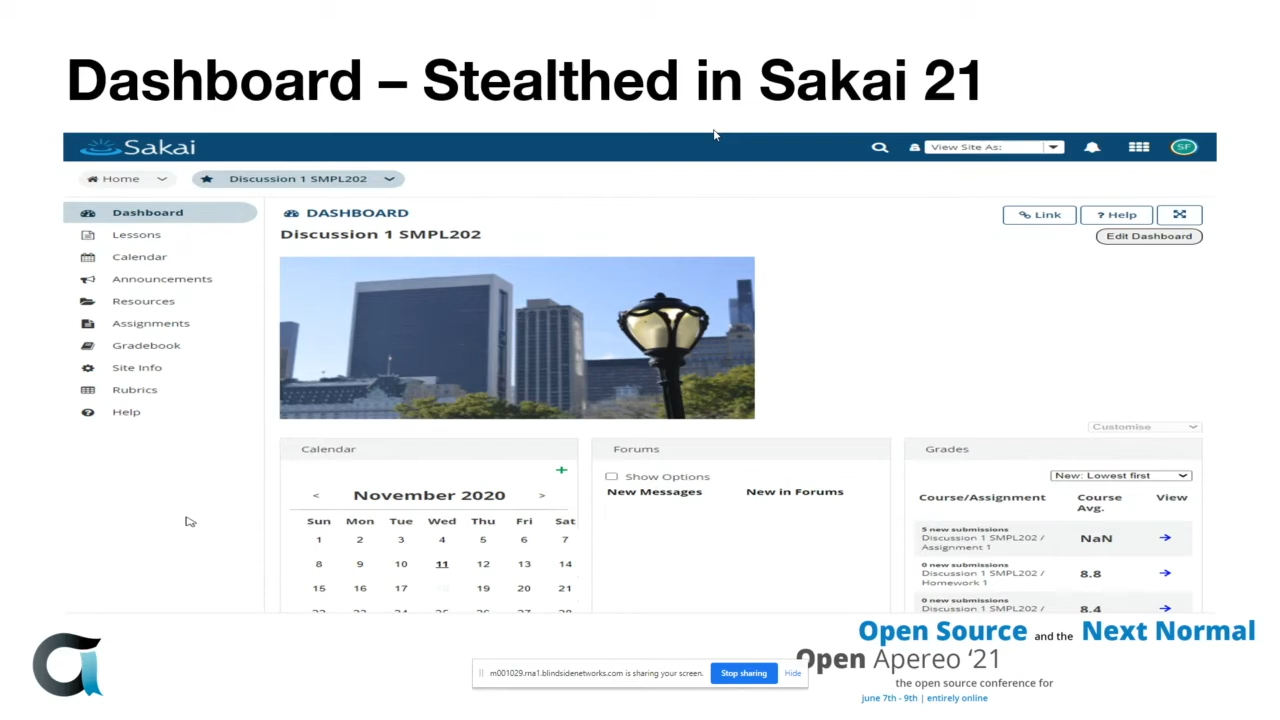 Dashboard – Stealthed in Sakai 21
Sakai
View Site As:
SF
Home
Discussion 1 SMPL202
Dashboard
Lessons
Calendar
Announcements
Resources
Assignments
Gradebook
Site Info
Rubrics
Help
DASHBOARD
Link
? Help
Discussion 1 SMPL202
Edit Dashboard
Customise
Calendar
+
< November 2020 >
Sun Mon Tue Wed Thu Fri Sat
1 2 3 4 5 6 7
8 9 10 11 12 13 14
15 16 17 18 19 20 21
Forums
Show Options
New Messages New in Forums
Grades
New: Lowest first
Course/Assignment Course Avg. View
5 new submissions
Discussion 1 SMPL202 /
Assignment 1
NaN
0 new submissions
Discussion 1 SMPL202 /
Homework 1
8.8
0 new submissions
Discussion 1 SMPL202 /
8.4
Open Source and the Next Normal
Open Apereo ‘21
the open source conference for
june 7th - 9th | entirely online
m001029.rna1.blindsidenetworks.com is sharing your screen.
Stop sharing
Hide